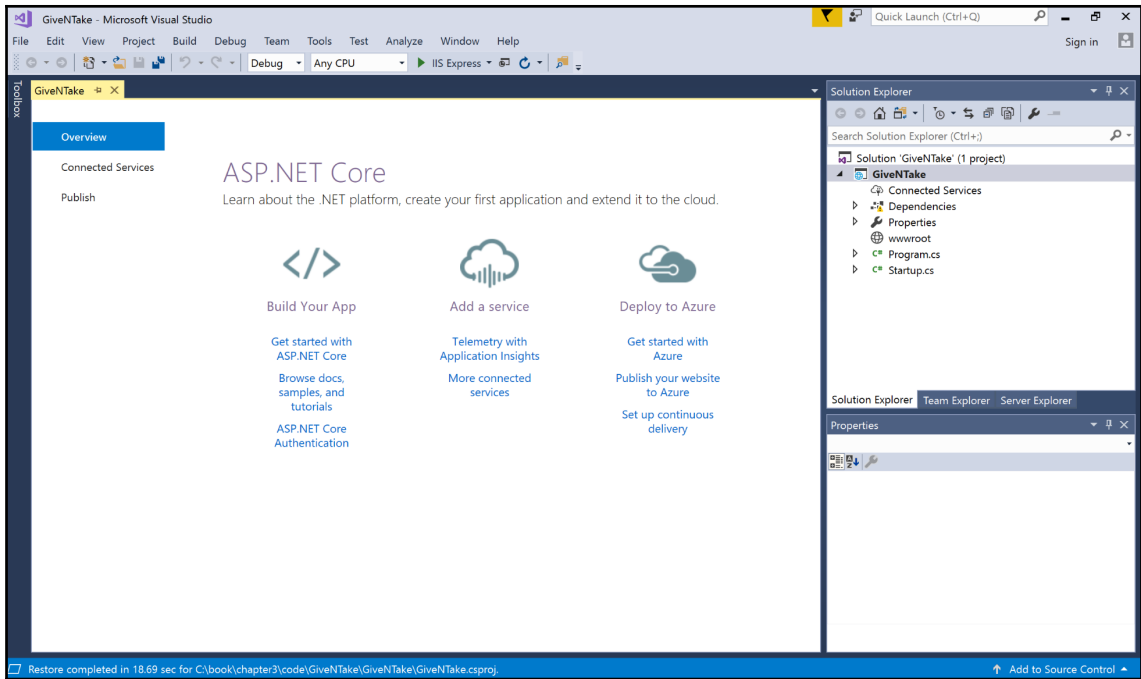 GiveNTake - Microsoft Visual Studio
Quick Launch (Ctrl+Q)
File Edit View Project Build Debug Team Tools Test Analyze Window Help
Sign in
Debug Any CPU IIS Express
Toolbox
GiveNTake
Overview
Connected Services
Publish
ASP.NET Core
Learn about the .NET platform, create your first application and extend it to the cloud.
</>
Build Your App
Get started with
ASP.NET Core
Browse docs,
samples, and
tutorials
ASP.NET Core
Authentication
Add a service
Telemetry with
Application Insights
More connected
services
Deploy to Azure
Get started with
Azure
Publish your website
to Azure
Set up continuous
delivery
Solution Explorer
Search Solution Explorer (Ctrl+;)
Solution 'GiveNTake' (1 project)
GiveNTake
Connected Services
Dependencies
Properties
wwwroot
C# Program.cs
C# Startup.cs
Solution Explorer Team Explorer Server Explorer
Properties
Restore completed in 18.69 sec for C:\book\chapter3\code\GiveNTake\GiveNTake\GiveNTake.csproj.
Add to Source Control